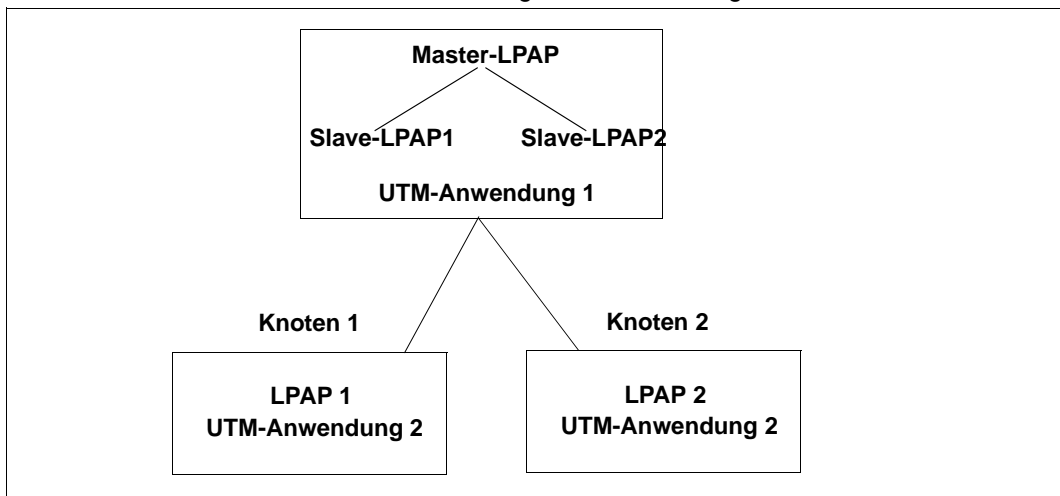 Master-LPAP
Slave-LPAP1 Slave-LPAP2
UTM-Anwendung 1
Knoten 1 Knoten 2
LPAP 1 LPAP 2
UTM-Anwendung 2 UTM-Anwendung 2